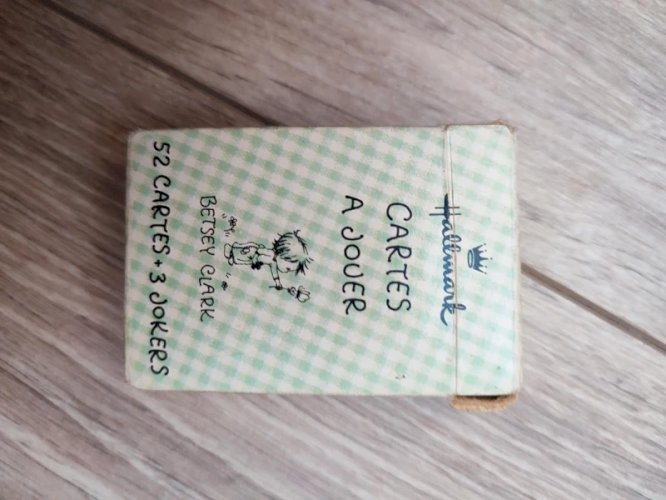 Hallmark
CARTES
A JOUER
BETSEY CLARK
52 CARTES + 3 JOKERS